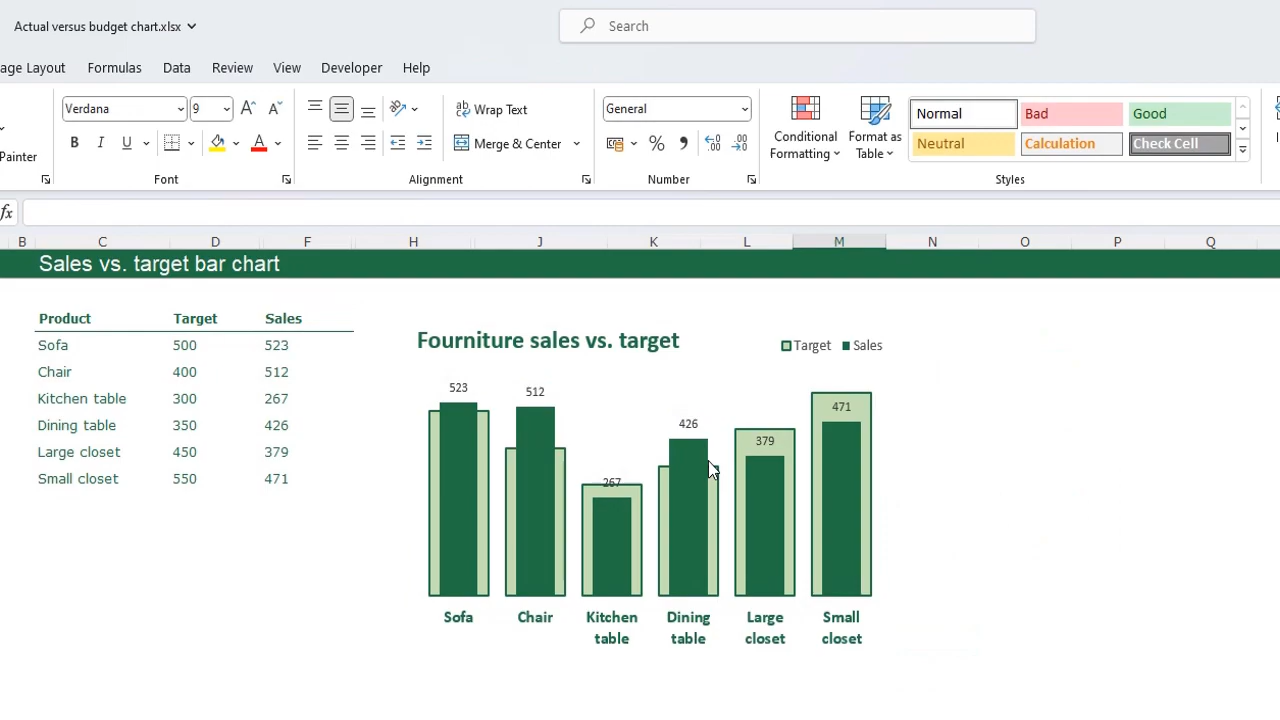 Actual versus budget chart.xlsx
Search
age Layout Formulas Data Review View Developer Help
Painter
Verdana 9
B I U A
Font
Wrap Text
Merge & Center
Alignment
General
%
Number
Conditional Formatting
Format as Table
Normal Bad Good
Neutral Calculation Check Cell
Styles
fx
B C D F H J K L M N O P Q
Sales vs. target bar chart
Product Target Sales
Sofa 500 523
Chair 400 512
Kitchen table 300 267
Dining table 350 426
Large closet 450 379
Small closet 550 471
Fourniture sales vs. target
Target Sales
523 512 267 426 379 471
Sofa Chair Kitchen table Dining table Large closet Small closet